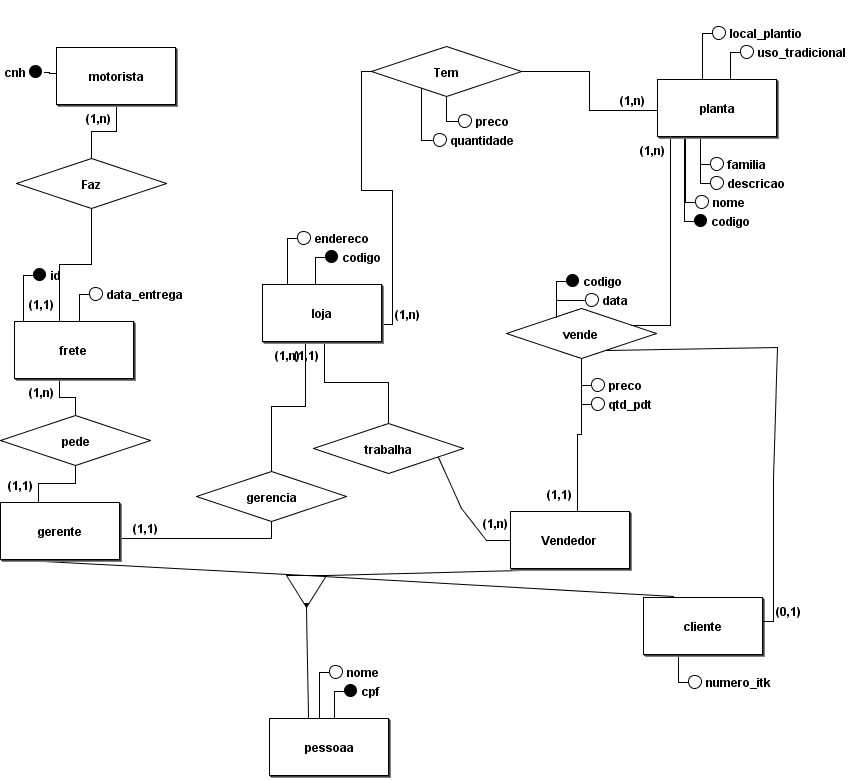 local_plantio
uso_tradicional
cnh
motorista
Tem
planta
(1,n)
(1,n)
preco
quantidade
(1,n)
familia
descricao
nome
codigo
Faz
endereco
codigo
id
data_entrega
(1,1)
loja
(1,n)
codigo
data
vende
frete
(1,n)
(1,1)
(1,n)
preco
qtd_pdt
pede
trabalha
(1,1)
gerencia
(1,1)
gerente
(1,1)
(1,n)
Vendedor
cliente
(0,1)
nome
cpf
numero_itk
pessoaa